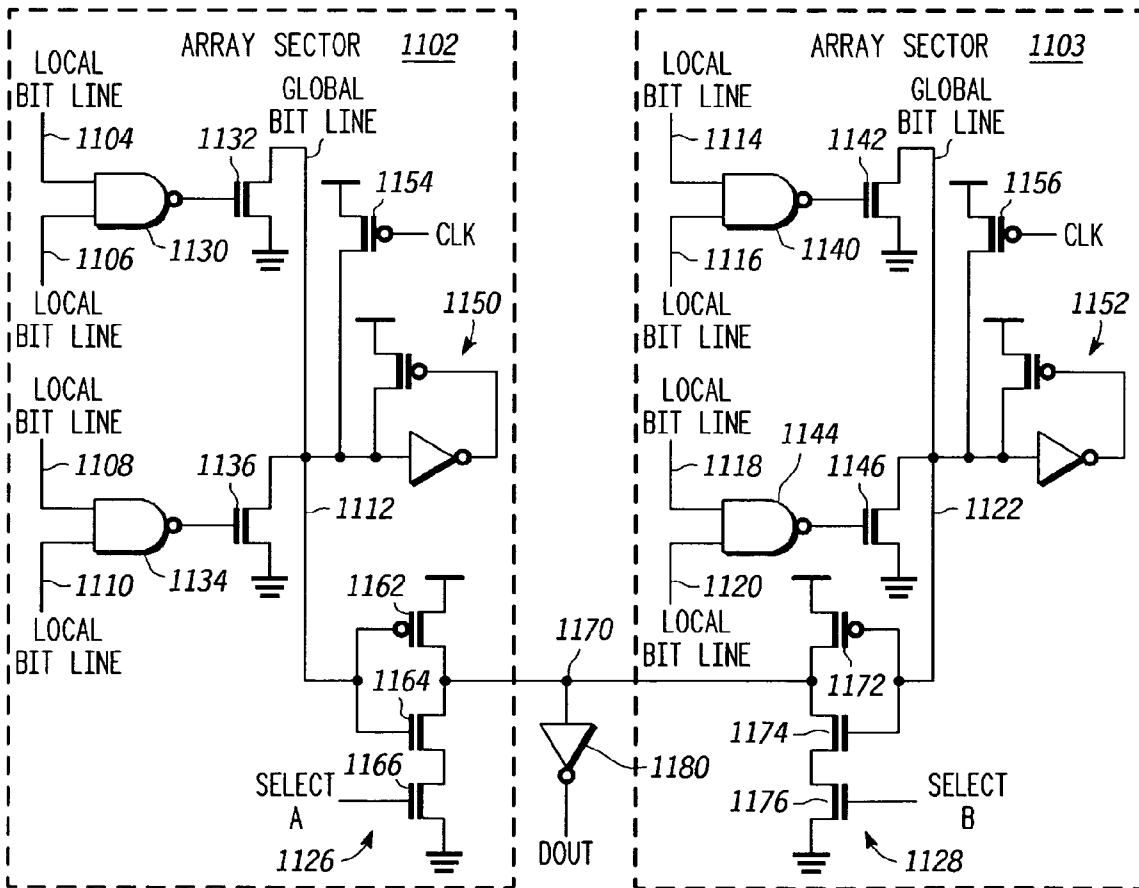 ARRAY SECTOR 1102
LOCAL
BIT LINE
1104
GLOBAL
BIT LINE
1132
1154
CLK
1106
1130
LOCAL
BIT LINE
1150
LOCAL
BIT LINE
1108
1136
1112
1110
1134
LOCAL
BIT LINE
1162
1164
1166
SELECT
A
1126
1170
1180
DOUT
ARRAY SECTOR 1103
LOCAL
BIT LINE
1114
GLOBAL
BIT LINE
1142
1156
CLK
1116
1140
LOCAL
BIT LINE
1152
LOCAL
BIT LINE
1144
1118
1146
1122
1120
LOCAL
BIT LINE
1172
1174
1176
SELECT
B
1128